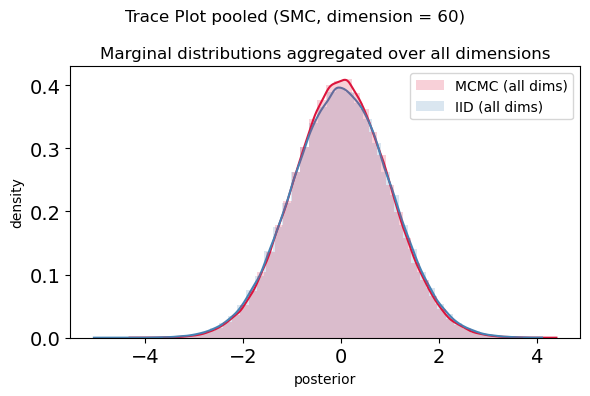 Trace Plot pooled (SMC, dimension = 60)
Marginal distributions aggregated over all dimensions
MCMC (all dims)
IID (all dims)
density
0.4
0.3
0.2
0.1
0.0
−4 −2 0 2 4
posterior